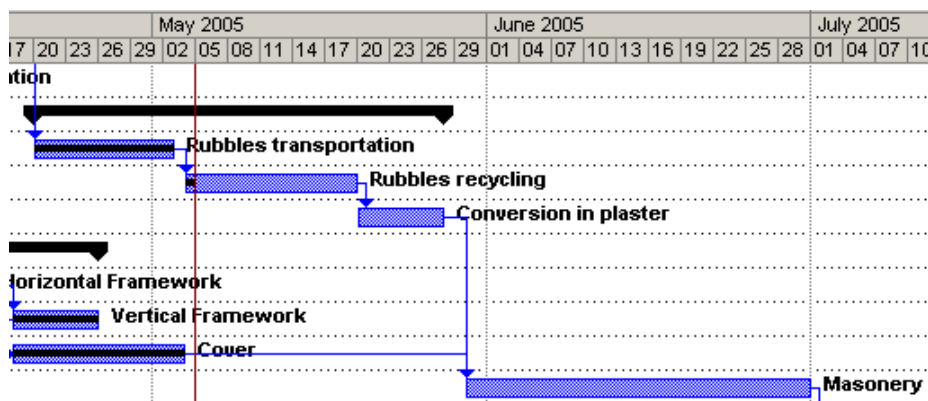 May 2005 June 2005 July 2005
17 20 23 26 29 02 05 08 11 14 17 20 23 26 29 01 04 07 10 13 16 19 22 25 28 01 04 07 10
ation
Rubbles transportation
Rubbles recycling
Conversion in plaster
Horizontal Framework
Vertical Framework
Cover
Masonery